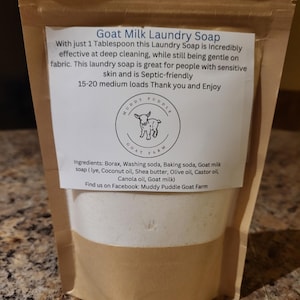 Goat Milk Laundry Soap
With just 1 Tablespoon this Laundry Soap is Incredibly
effective at deep cleaning, while still being gentle on
fabric. This laundry soap is great for people with sensitive
skin and is Septic-friendly
15-20 medium loads Thank you and Enjoy
MUDDY PUDDLE
GOAT FARM
Ingredients: Borax, Washing soda, Baking soda, Goat milk
soap ( lye, Coconut oil, Shea butter, Olive oil, Castor oil,
Canola oil, Goat milk)
Find us on Facebook: Muddy Puddle Goat Farm